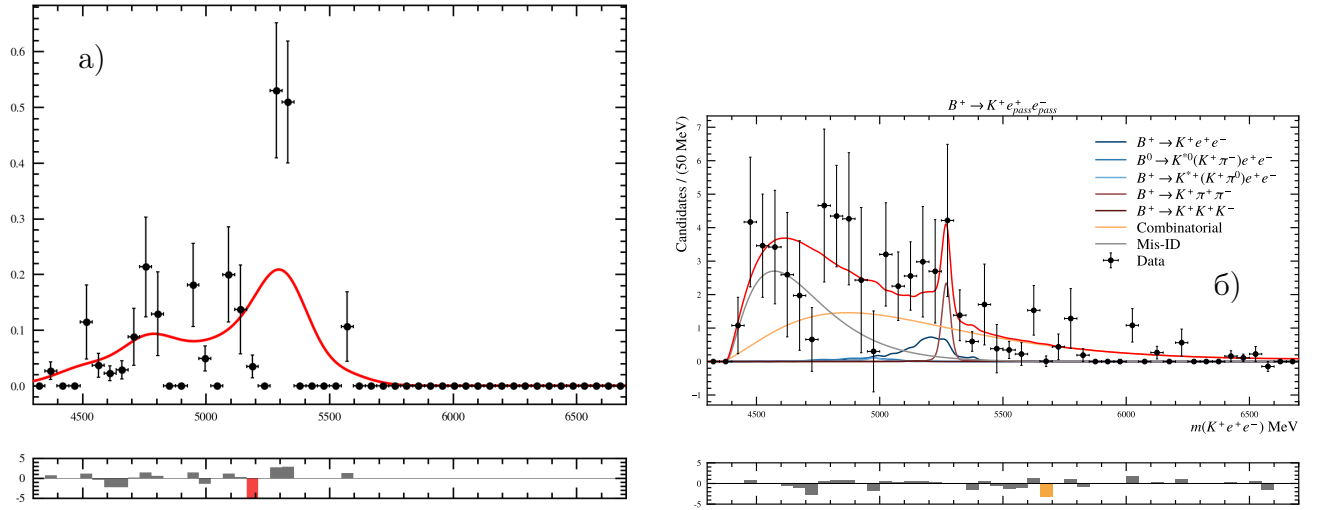 а)
0.6
0.5
0.4
0.3
0.2
0.1
0.0
4500 5000 5500 6000 6500
5
0
-5
B⁺ → K⁺e⁺pass e⁻pass
Candidates / (50 MeV)
7
6
5
4
3
2
1
0
−1
B⁺ → K⁺e⁺e⁻
B⁰ → K*⁰(K⁺π⁻)e⁺e⁻
B⁺ → K*⁺(K⁺π⁰)e⁺e⁻
B⁺ → K⁺π⁺π⁻
B⁺ → K⁺K⁺K⁻
Combinatorial
Mis-ID
Data
б)
4500 5000 5500 6000 6500
m(K⁺e⁺e⁻) MeV
5
0
-5